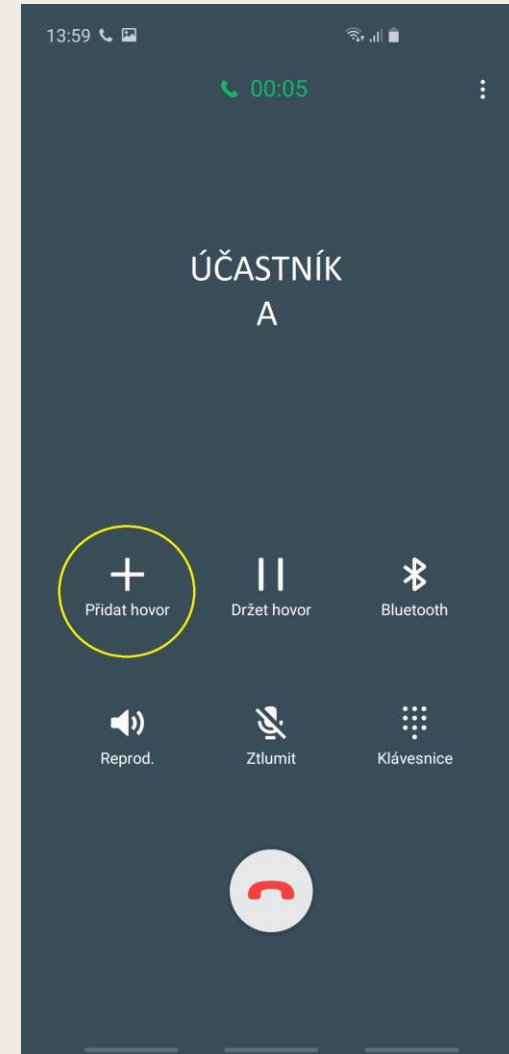 13:59
00:05
ÚČASTNÍK
A
Přidat hovor Držet hovor Bluetooth
Reprod. Ztlumit Klávesnice